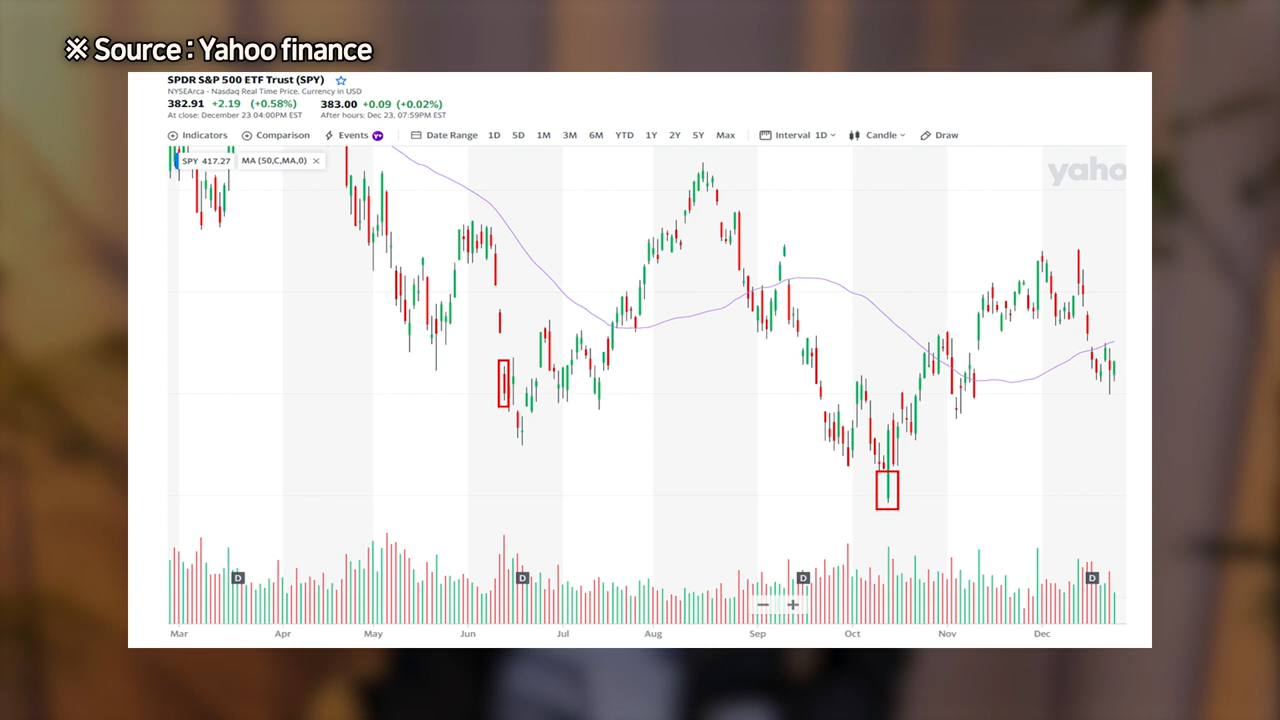 ※ Source : Yahoo finance
SPDR S&P 500 ETF Trust (SPY)
NYSEArca - Nasdaq Real Time Price. Currency in USD
382.91 +2.19 (+0.58%) 383.00 +0.09 (+0.02%)
At close: December 23 04:00PM EST After hours: Dec 23, 07:59PM EST
Indicators Comparison Events Y+ Date Range 1D 5D 1M 3M 6M YTD 1Y 2Y 5Y Max Interval 1D Candle Draw
SPY 417.27 MA (50,C,MA,0) ×
yaho
D D D D
− +
Mar Apr May Jun Jul Aug Sep Oct Nov Dec